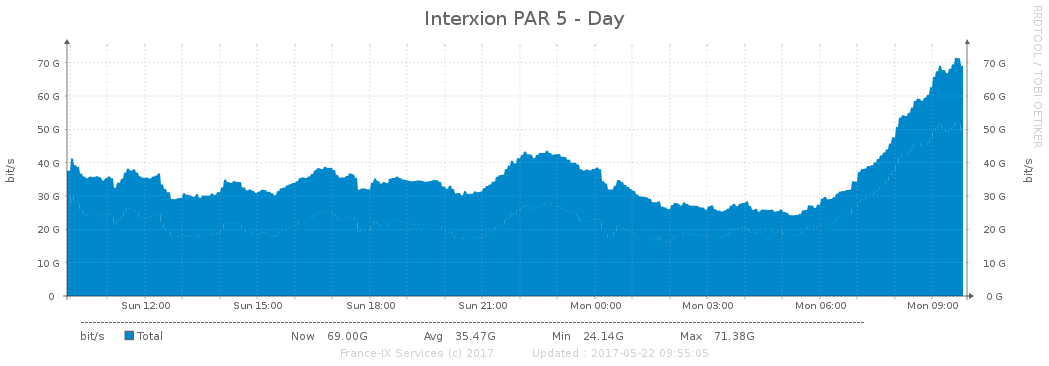 Interxion PAR 5 - Day
RRDTOOL / TOBI OETIKER
bit/s
70 G
60 G
50 G
40 G
30 G
20 G
10 G
0
70 G
60 G
50 G
40 G
30 G
20 G
10 G
0 G
bit/s
Sun 12:00 Sun 15:00 Sun 18:00 Sun 21:00 Mon 00:00 Mon 03:00 Mon 06:00 Mon 09:00
bit/s Total Now 69.00G Avg 35.47G Min 24.14G Max 71.38G
France-IX Services (c) 2017 Updated : 2017-05-22 09:55:05